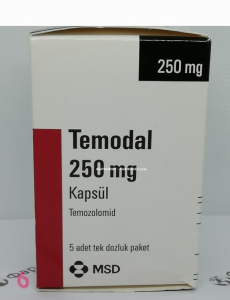 250 mg
Temodal
250 mg
Kapsül
Temozolomid
5 adet tek dozluk paket
MSD